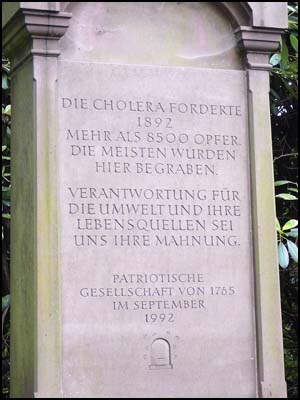 DIE CHOLERA FORDERTE
1892
MEHR ALS 8500 OPFER.
DIE MEISTEN WURDEN
HIER BEGRABEN.
VERANTWORTUNG FÜR
DIE UMWELT UND IHRE
LEBENSQUELLEN SEI
UNS IHRE MAHNUNG.
PATRIOTISCHE
GESELLSCHAFT VON 1765
IM SEPTEMBER
1992